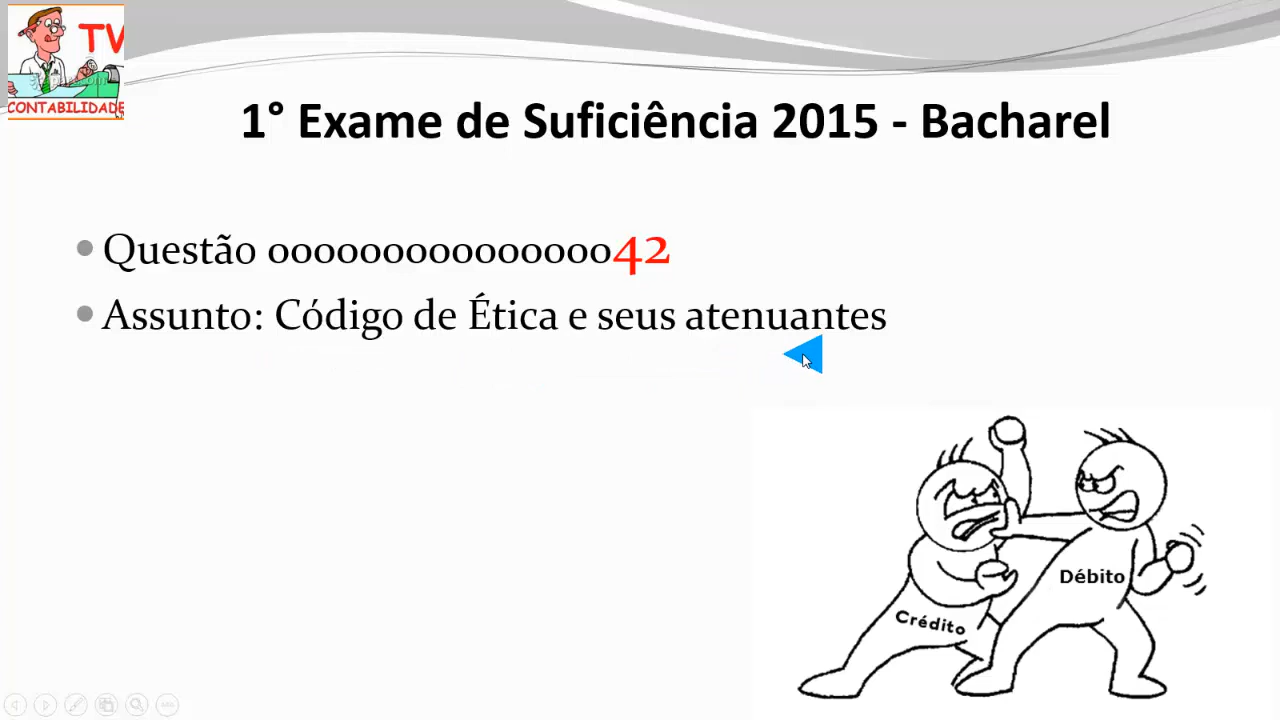 TV
CONTABILIDADE
1° Exame de Suficiência 2015 - Bacharel
Questão ooooooooooooooo42
Assunto: Código de Ética e seus atenuantes
Débito
Crédito